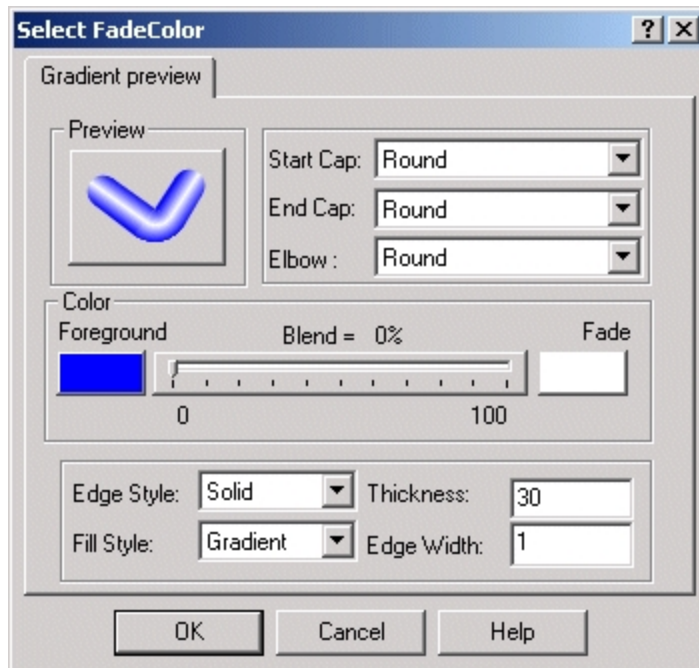 Select FadeColor
Gradient preview
Preview
Start Cap: Round
End Cap: Round
Elbow : Round
Color
Foreground Blend = 0% Fade
0 100
Edge Style: Solid Thickness: 30
Fill Style: Gradient Edge Width: 1
OK Cancel Help